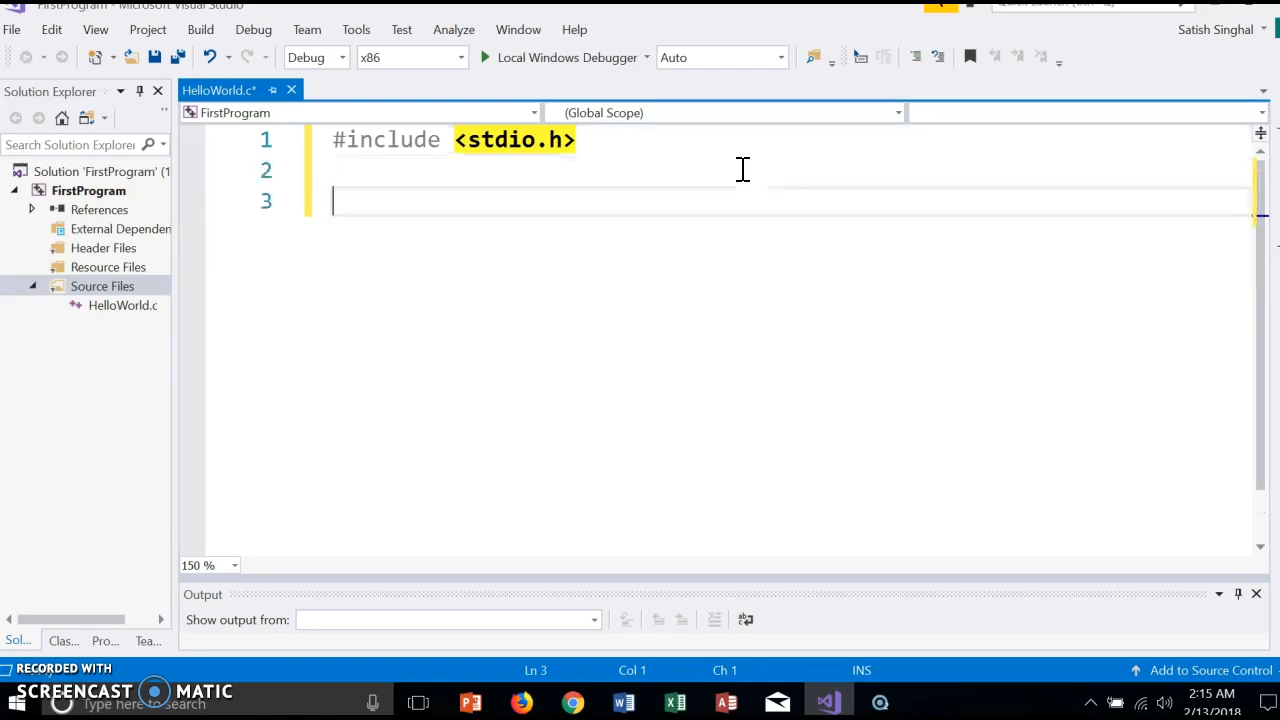 FirstProgram - Microsoft Visual Studio
File Edit View Project Build Debug Team Tools Test Analyze Window Help Satish Singhal
Debug x86 Local Windows Debugger Auto
Solution Explorer
HelloWorld.c*
FirstProgram (Global Scope)
Search Solution Explorer
Solution 'FirstProgram' (1
FirstProgram
References
External Dependen
Header Files
Resource Files
Source Files
HelloWorld.c
1 #include <stdio.h>
2
3
150 %
Output
Show output from:
Sol... Clas... Pro... Tea...
Ln 3 Col 1 Ch 1 INS Add to Source Control
RECORDED WITH
SCREENCAST MATIC
Type here to search
2:15 AM
2/13/2018